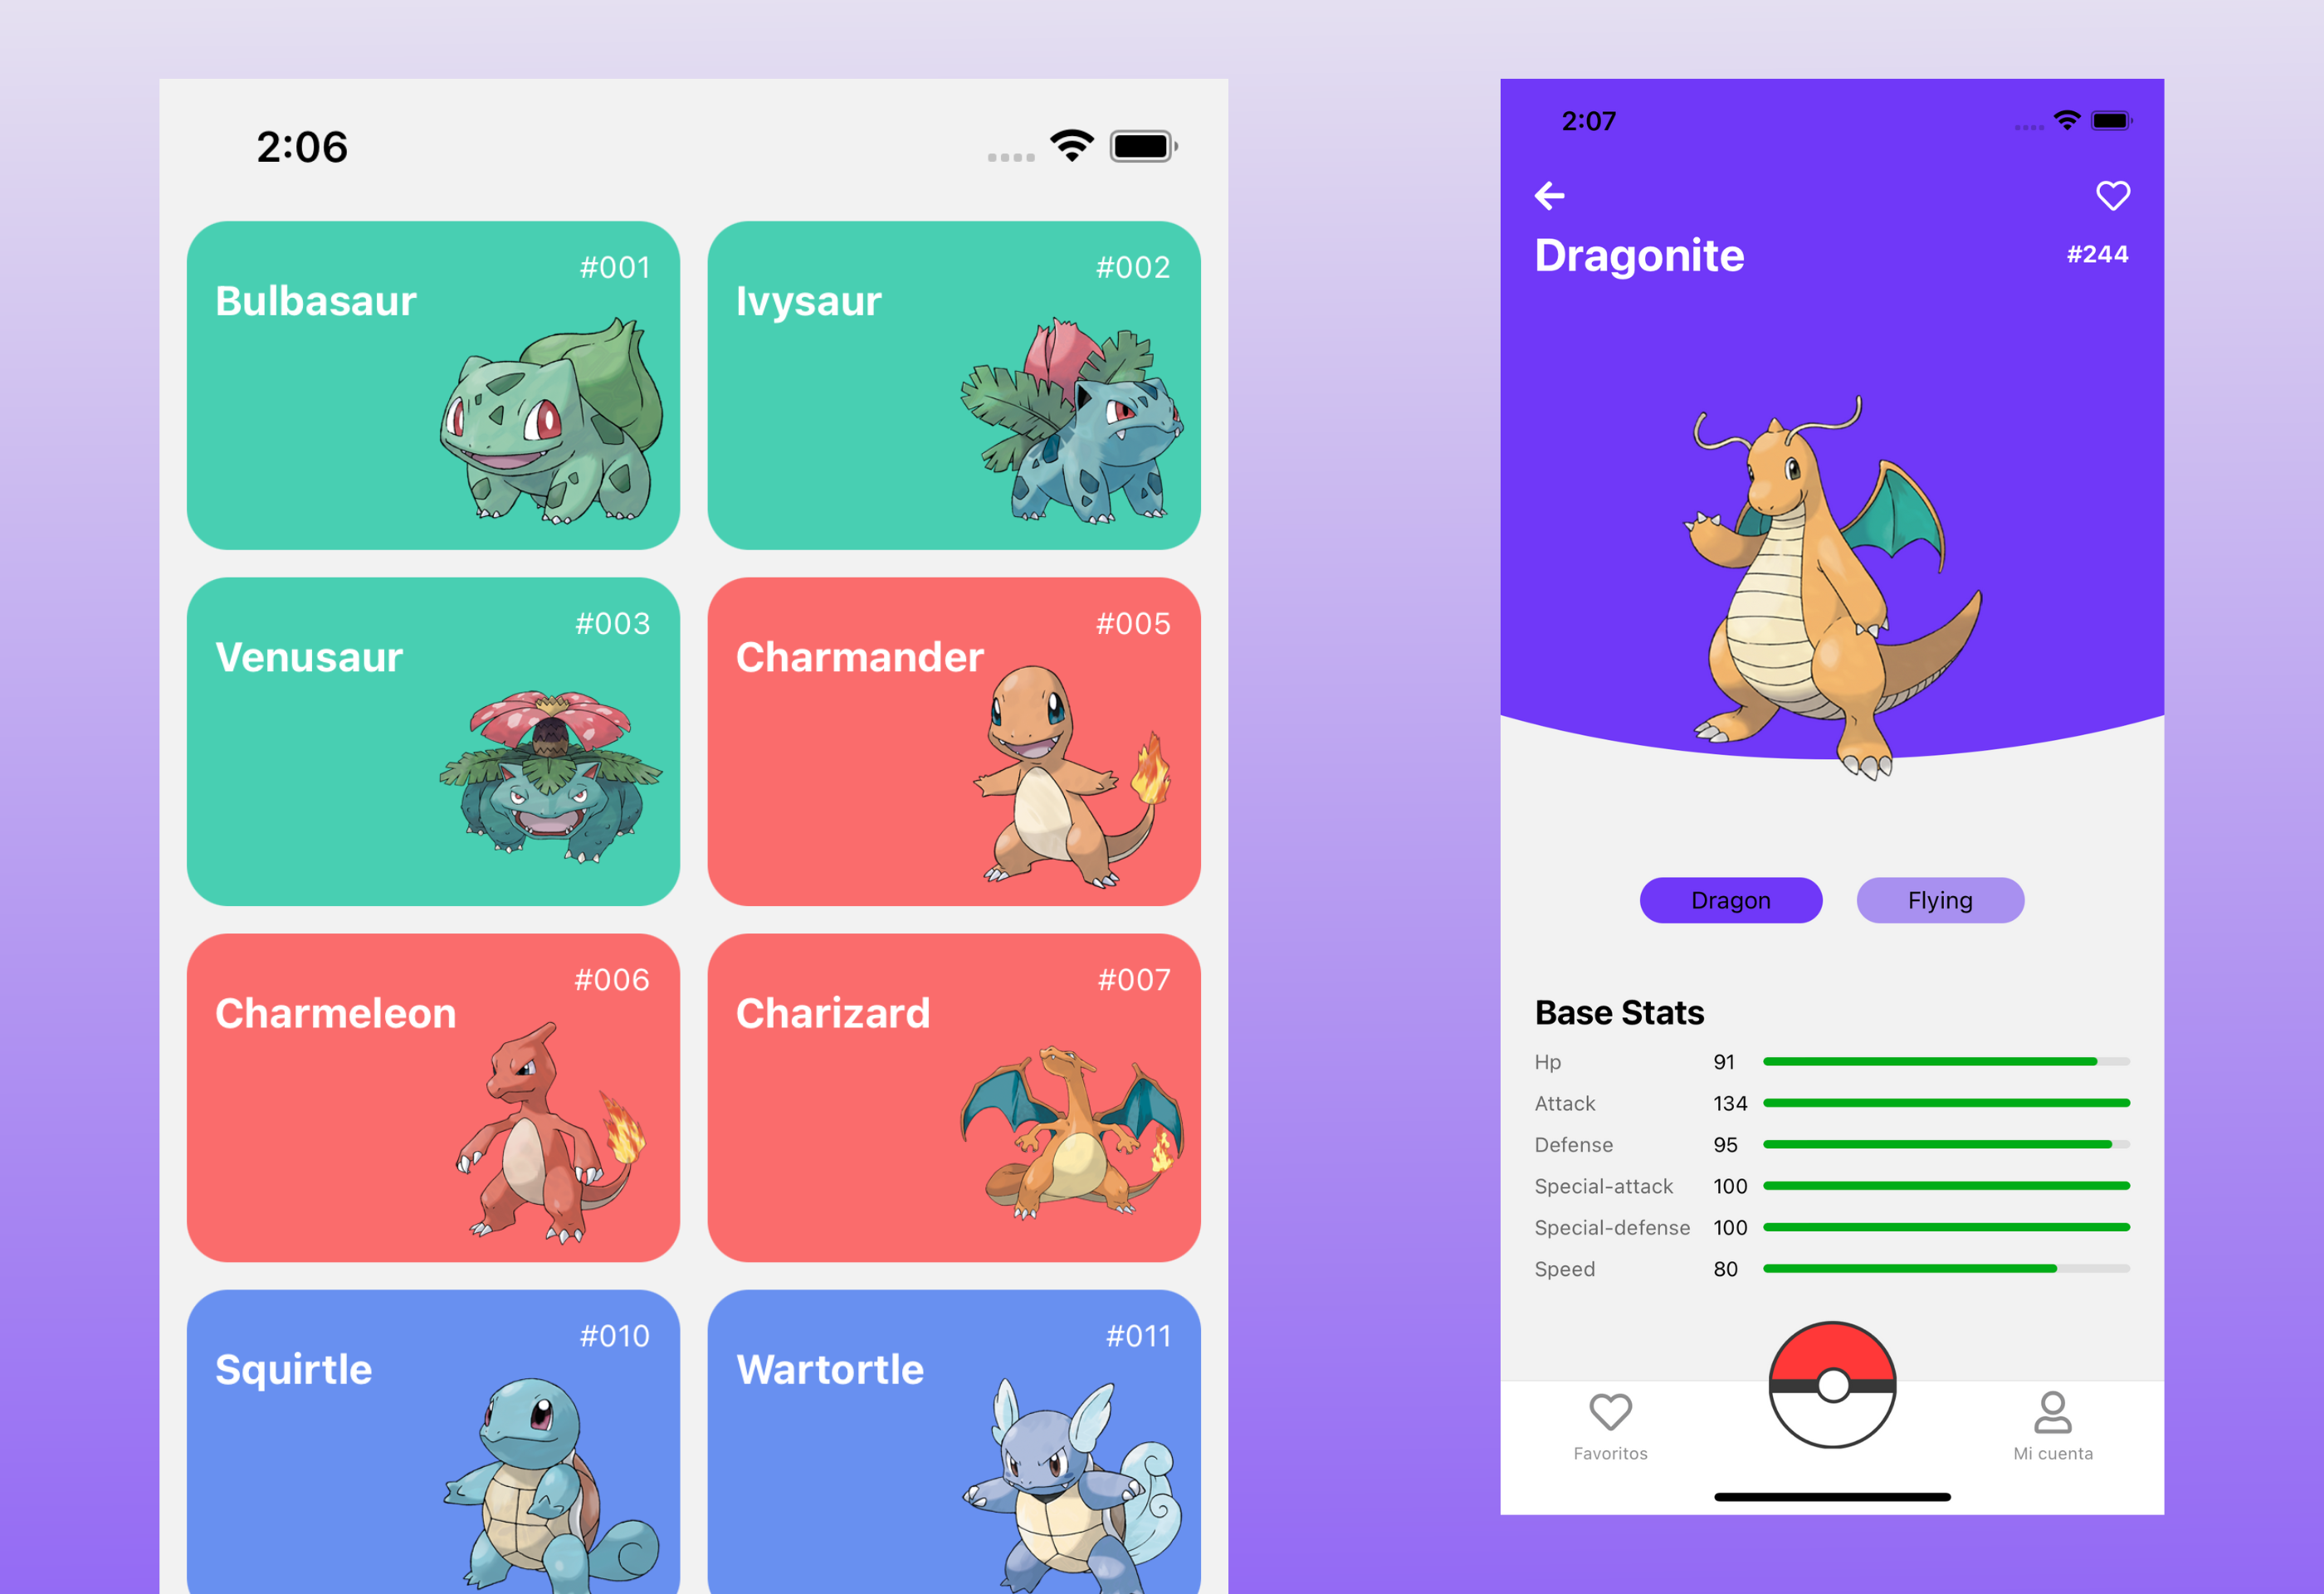 2:06
#001
Bulbasaur
#002
Ivysaur
#003
Venusaur
#005
Charmander
#006
Charmeleon
#007
Charizard
#010
Squirtle
#011
Wartortle
2:07
Dragonite
#244
Dragon
Flying
Base Stats
Hp 91
Attack 134
Defense 95
Special-attack 100
Special-defense 100
Speed 80
Favoritos
Mi cuenta